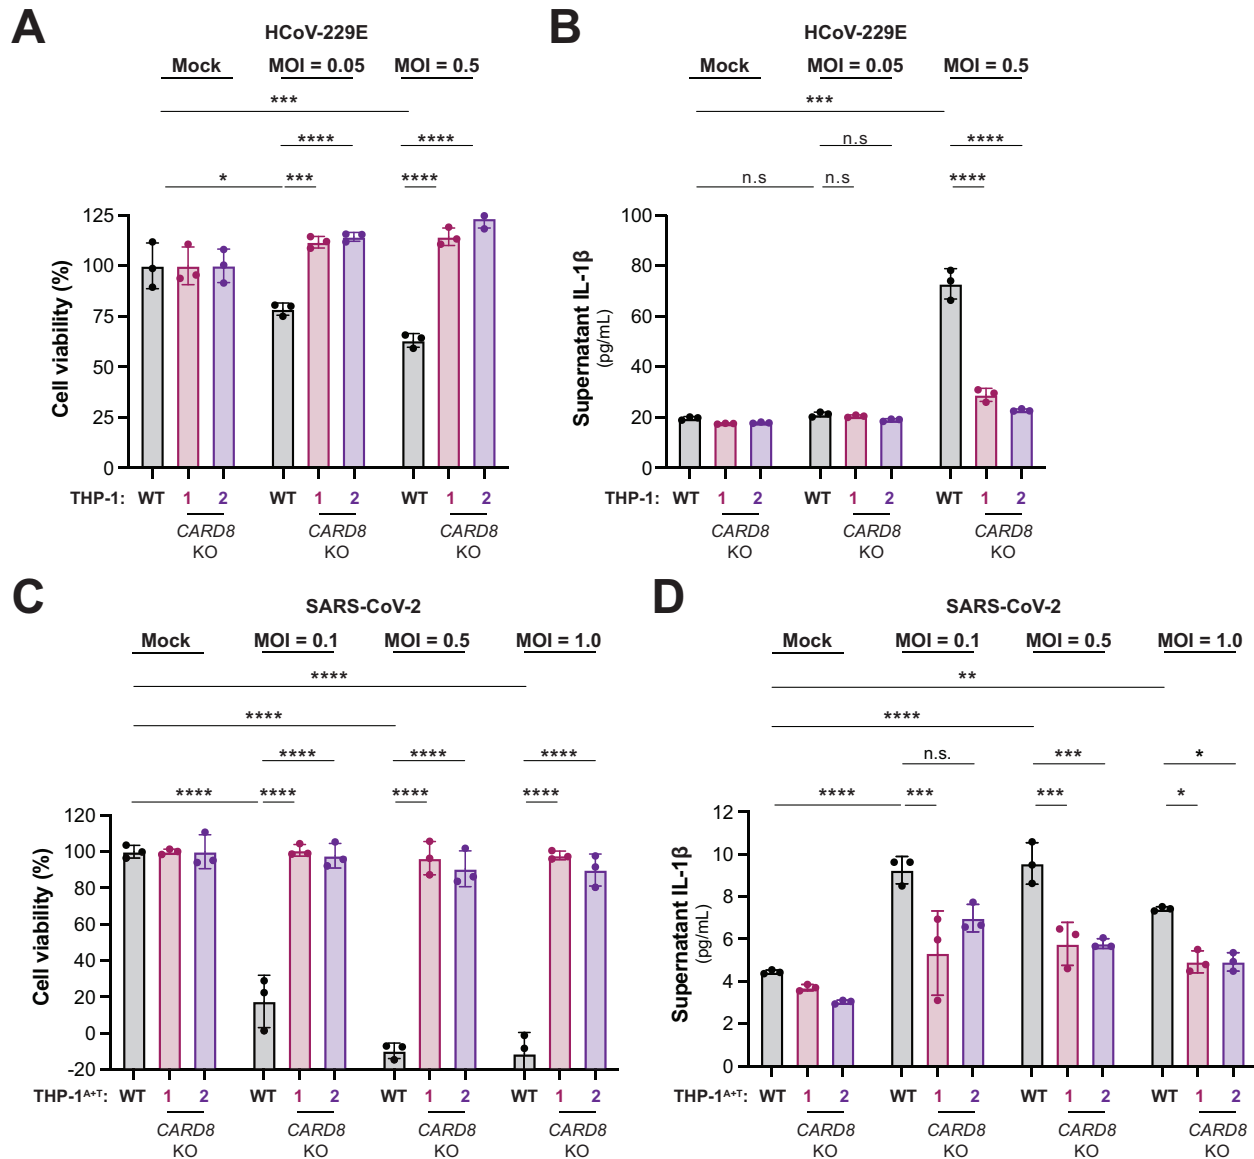 A
HCoV-229E
Mock MOI = 0.05 MOI = 0.5
***
**** ****
* *** ****
125
100
75
50
25
0
Cell viability (%)
THP-1: WT 1 2 WT 1 2 WT 1 2
CARD8 CARD8 CARD8
KO KO KO
B
HCoV-229E
Mock MOI = 0.05 MOI = 0.5
***
n.s ****
n.s n.s ****
100
80
60
40
20
0
Supernatant IL-1β
(pg/mL)
WT 1 2 WT 1 2 WT 1 2
CARD8 CARD8 CARD8
KO KO KO
C
SARS-CoV-2
Mock MOI = 0.1 MOI = 0.5 MOI = 1.0
****
****
**** **** ****
**** **** **** ****
120
100
80
60
40
20
0
-20
Cell viability (%)
THP-1A+T: WT 1 2 WT 1 2 WT 1 2 WT 1 2
CARD8 CARD8 CARD8 CARD8
KO KO KO KO
D
SARS-CoV-2
Mock MOI = 0.1 MOI = 0.5 MOI = 1.0
**
****
n.s. *** *
**** *** *** *
12
10
8
6
4
2
0
Supernatant IL-1β
(pg/mL)
THP-1A+T: WT 1 2 WT 1 2 WT 1 2 WT 1 2
CARD8 CARD8 CARD8 CARD8
KO KO KO KO